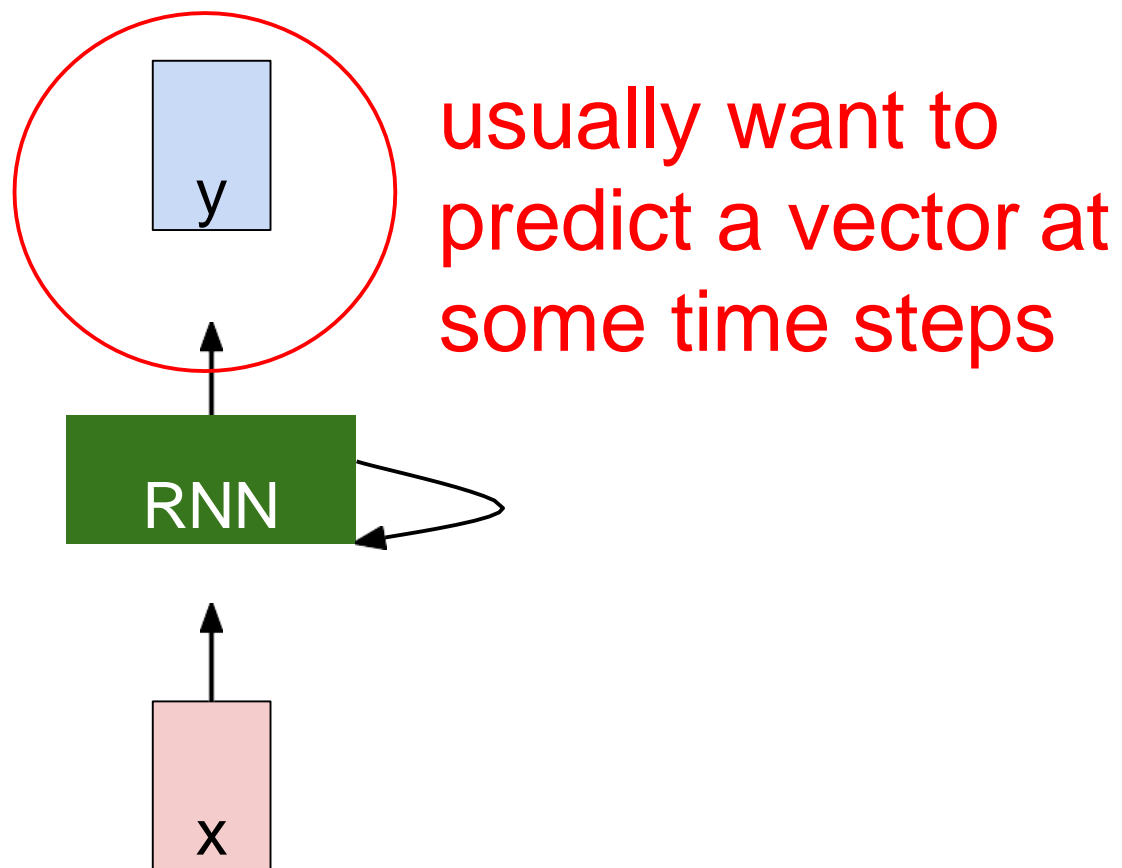 y
usually want to
predict a vector at
some time steps
RNN
x